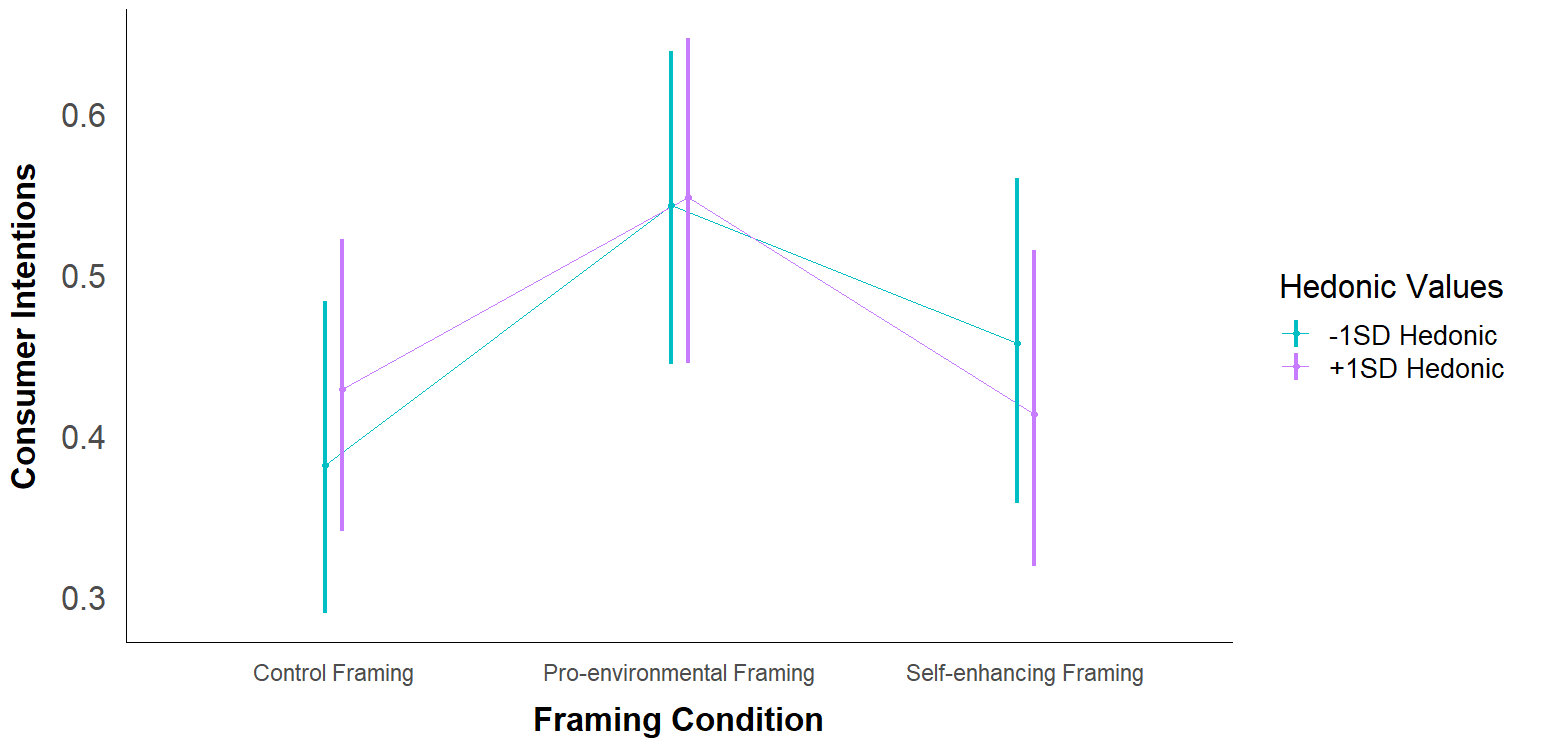 Consumer Intentions
0.6
0.5
0.4
0.3
Control Framing
Pro-environmental Framing
Self-enhancing Framing
Framing Condition
Hedonic Values
-1SD Hedonic
+1SD Hedonic